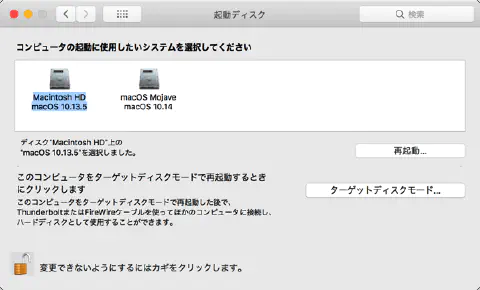 起動ディスク
検索
コンピュータの起動に使用したいシステムを選択してください
Macintosh HD
macOS 10.13.5
macOS Mojave
macOS 10.14
ディスク"Macintosh HD"上の
"macOS 10.13.5"を選択しました。
再起動...
このコンピュータをターゲットディスクモードで再起動するとき
にクリックします
このコンピュータをターゲットディスクモードで再起動した後で、
ThunderboltまたはFireWireケーブルを使ってほかのコンピュータに接続し、
ハードディスクとして使用することができます。
ターゲットディスクモード...
変更できないようにするにはカギをクリックします。